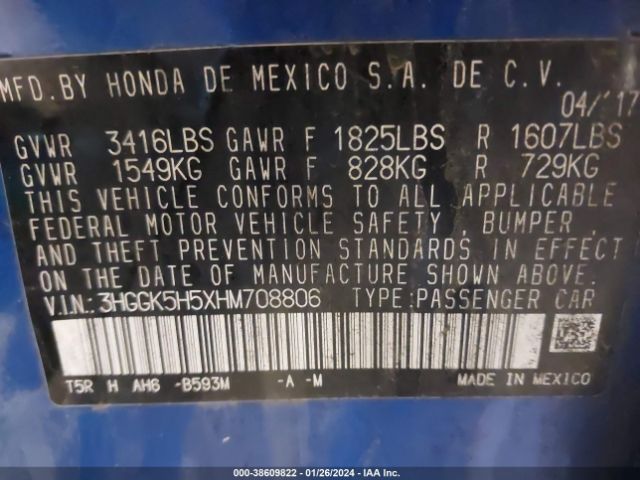 MFD. BY HONDA DE MEXICO S.A. DE C.V.
04/17
GVWR 3416LBS GAWR F 1825LBS R 1607LBS
GVWR 1549KG GAWR F 828KG R 729KG
THIS VEHICLE CONFORMS TO ALL APPLICABLE
FEDERAL MOTOR VEHICLE SAFETY , BUMPER ,
AND THEFT PREVENTION STANDARDS IN EFFECT
ON THE DATE OF MANUFACTURE SHOWN ABOVE.
V.I.N.: 3HGGK5H5XHM708806 TYPE:PASSENGER CAR
T5R H AH6 -B593M -A -M MADE IN MEXICO
000-38609822 - 01/26/2024 - IAA Inc.